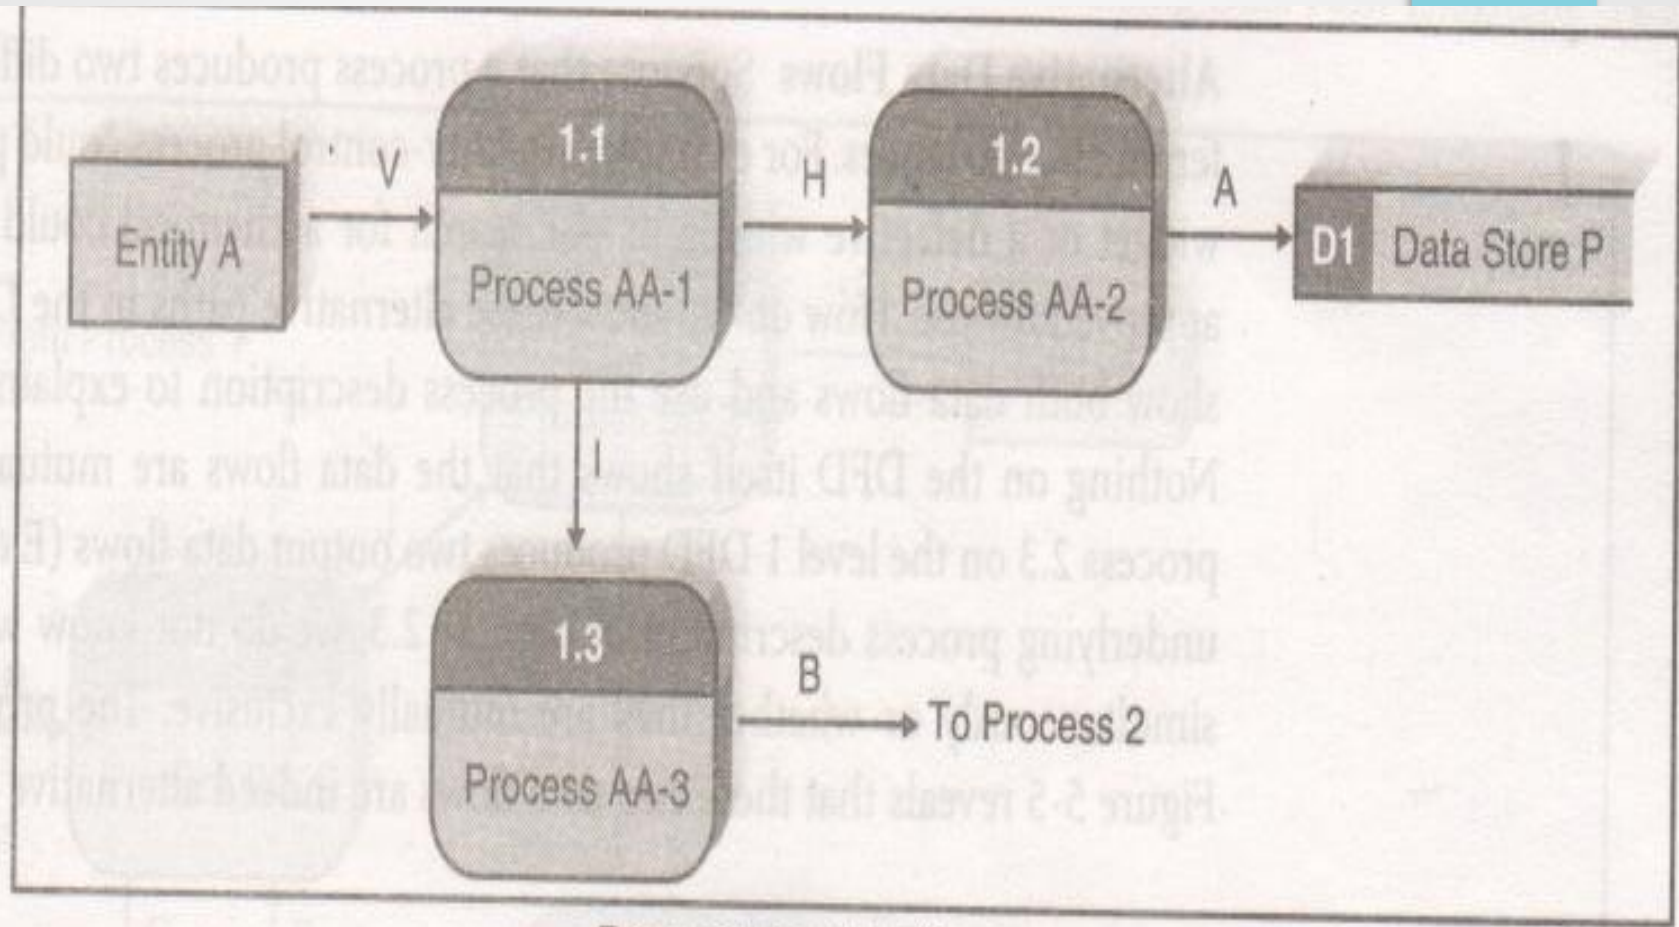 V
1.1
H
1.2
A
Entity A
Process AA-1
Process AA-2
D1 Data Store P
I
1.3
B
To Process 2
Process AA-3